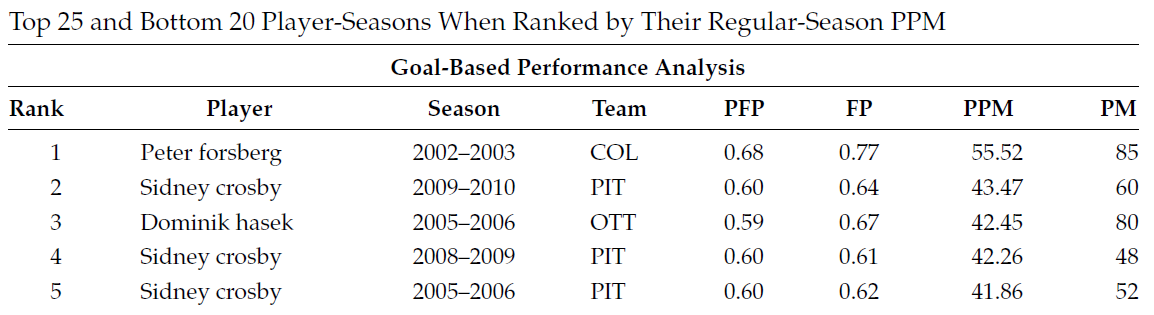 Top 25 and Bottom 20 Player-Seasons When Ranked by Their Regular-Season PPM
Goal-Based Performance Analysis
Rank Player Season Team PFP FP PPM PM
1 Peter forsberg 2002–2003 COL 0.68 0.77 55.52 85
2 Sidney crosby 2009–2010 PIT 0.60 0.64 43.47 60
3 Dominik hasek 2005–2006 OTT 0.59 0.67 42.45 80
4 Sidney crosby 2008–2009 PIT 0.60 0.61 42.26 48
5 Sidney crosby 2005–2006 PIT 0.60 0.62 41.86 52